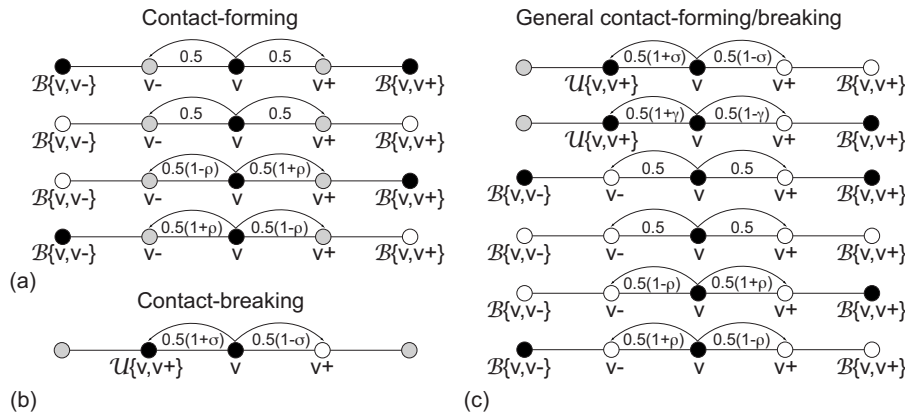 Contact-forming
0.5 0.5
ℬ{v,v-} v- v v+ ℬ{v,v+}
0.5 0.5
ℬ{v,v-} v- v v+ ℬ{v,v+}
0.5(1-ρ) 0.5(1+ρ)
ℬ{v,v-} v- v v+ ℬ{v,v+}
0.5(1+ρ) 0.5(1-ρ)
ℬ{v,v-} v- v v+ ℬ{v,v+}
(a)
Contact-breaking
0.5(1+σ) 0.5(1-σ)
𝒰{v,v+} v v+
(b)
General contact-forming/breaking
0.5(1+σ) 0.5(1-σ)
𝒰{v,v+} v v+ ℬ{v,v+}
0.5(1+γ) 0.5(1-γ)
𝒰{v,v+} v v+ ℬ{v,v+}
0.5 0.5
ℬ{v,v-} v- v v+ ℬ{v,v+}
0.5 0.5
ℬ{v,v-} v- v v+ ℬ{v,v+}
0.5(1-ρ) 0.5(1+ρ)
ℬ{v,v-} v- v v+ ℬ{v,v+}
0.5(1+ρ) 0.5(1-ρ)
ℬ{v,v-} v- v v+ ℬ{v,v+}
(c)